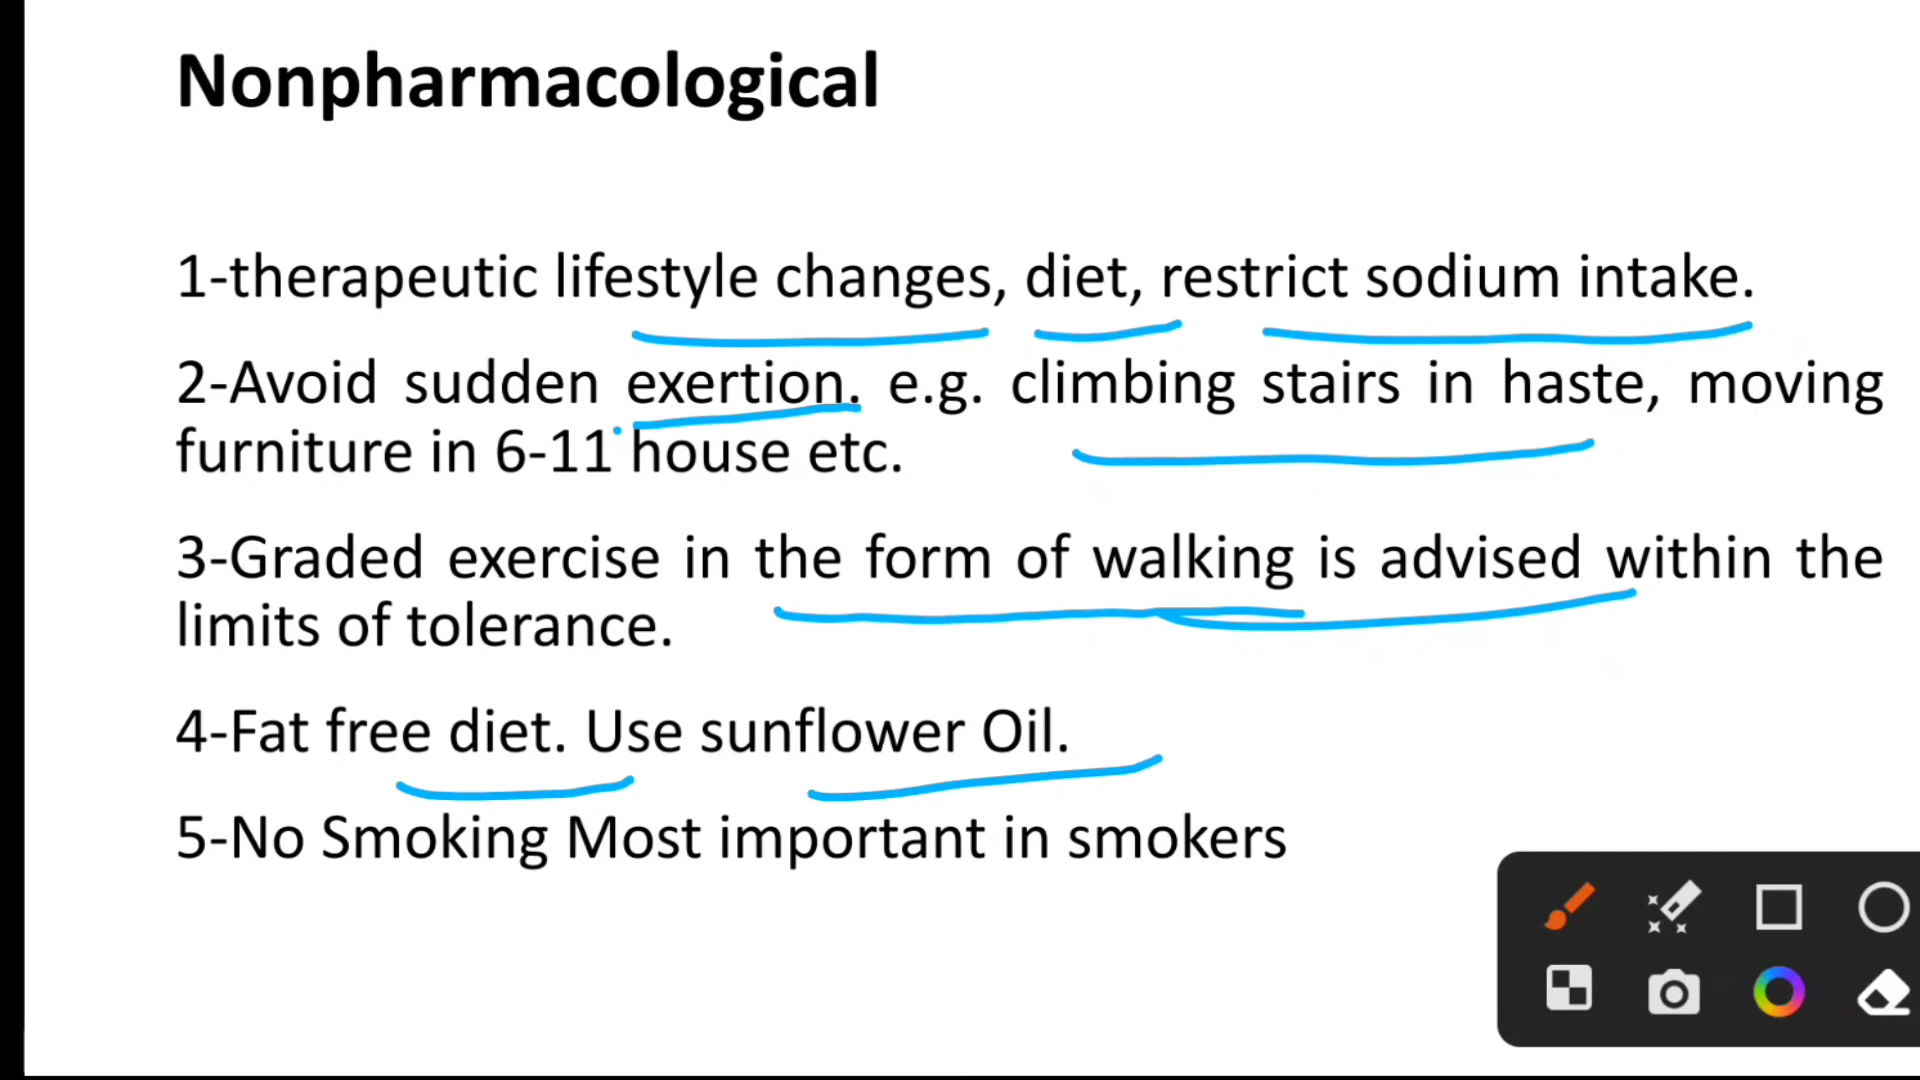 Nonpharmacological
1-therapeutic lifestyle changes, diet, restrict sodium intake.
2-Avoid sudden exertion. e.g. climbing stairs in haste, moving
furniture in 6-11 house etc.
3-Graded exercise in the form of walking is advised within the
limits of tolerance.
4-Fat free diet. Use sunflower Oil.
5-No Smoking Most important in smokers